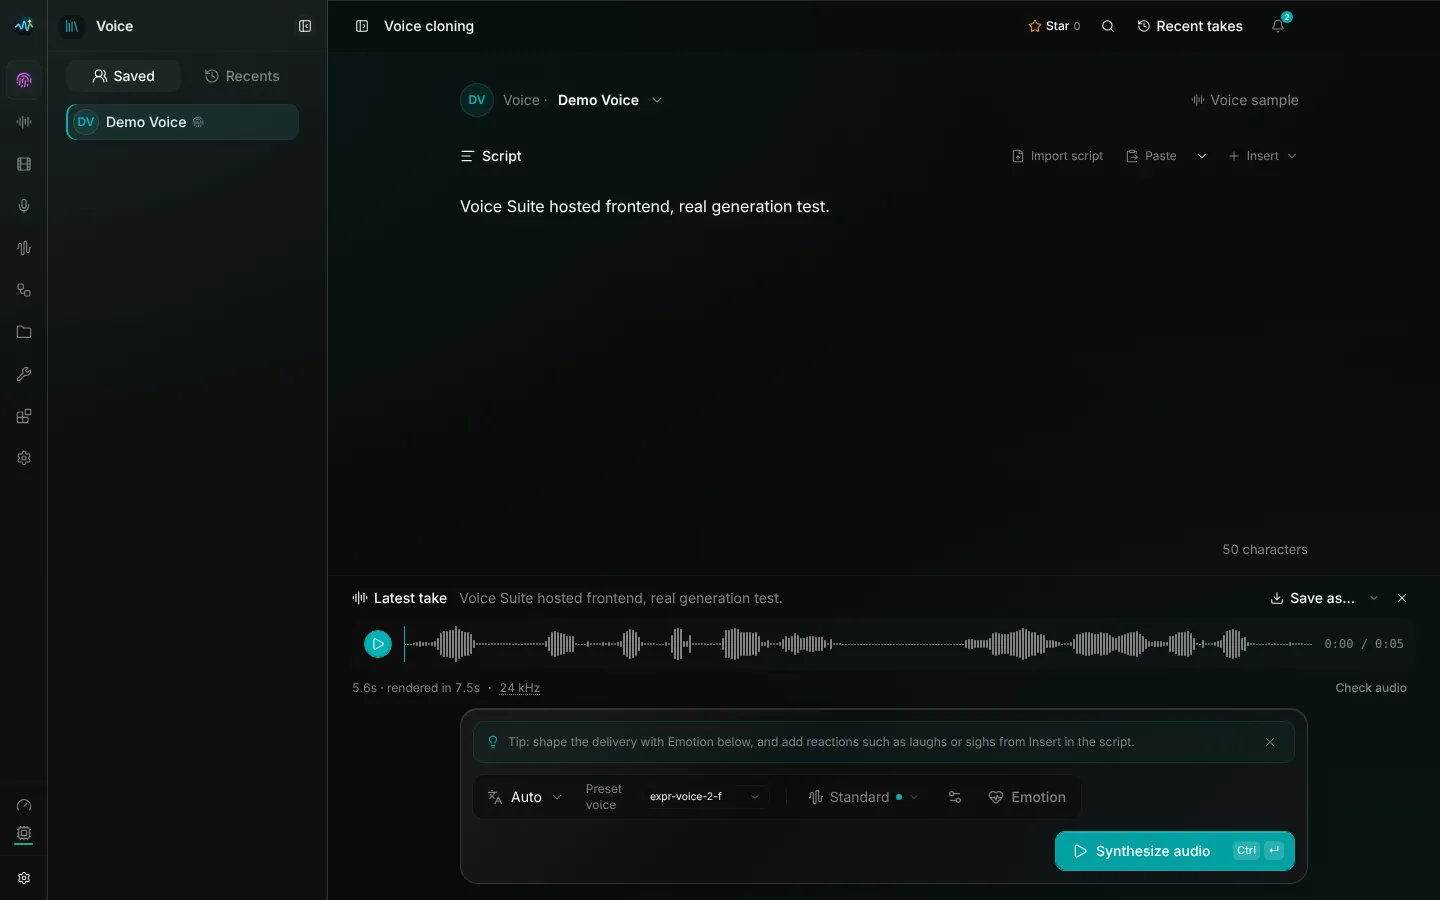 Voice
Saved
Recents
DV
Demo Voice
Voice cloning
Star 0
Recent takes
2
DV
Voice · Demo Voice
Voice sample
Script
Import script
Paste
Insert
Voice Suite hosted frontend, real generation test.
50 characters
Latest take
Voice Suite hosted frontend, real generation test.
Save as...
0:00 / 0:05
5.6s · rendered in 7.5s · 24 kHz
Check audio
Tip: shape the delivery with Emotion below, and add reactions such as laughs or sighs from Insert in the script.
Auto
Preset
voice
expr-voice-2-f
Standard
Emotion
Synthesize audio
Ctrl ↵